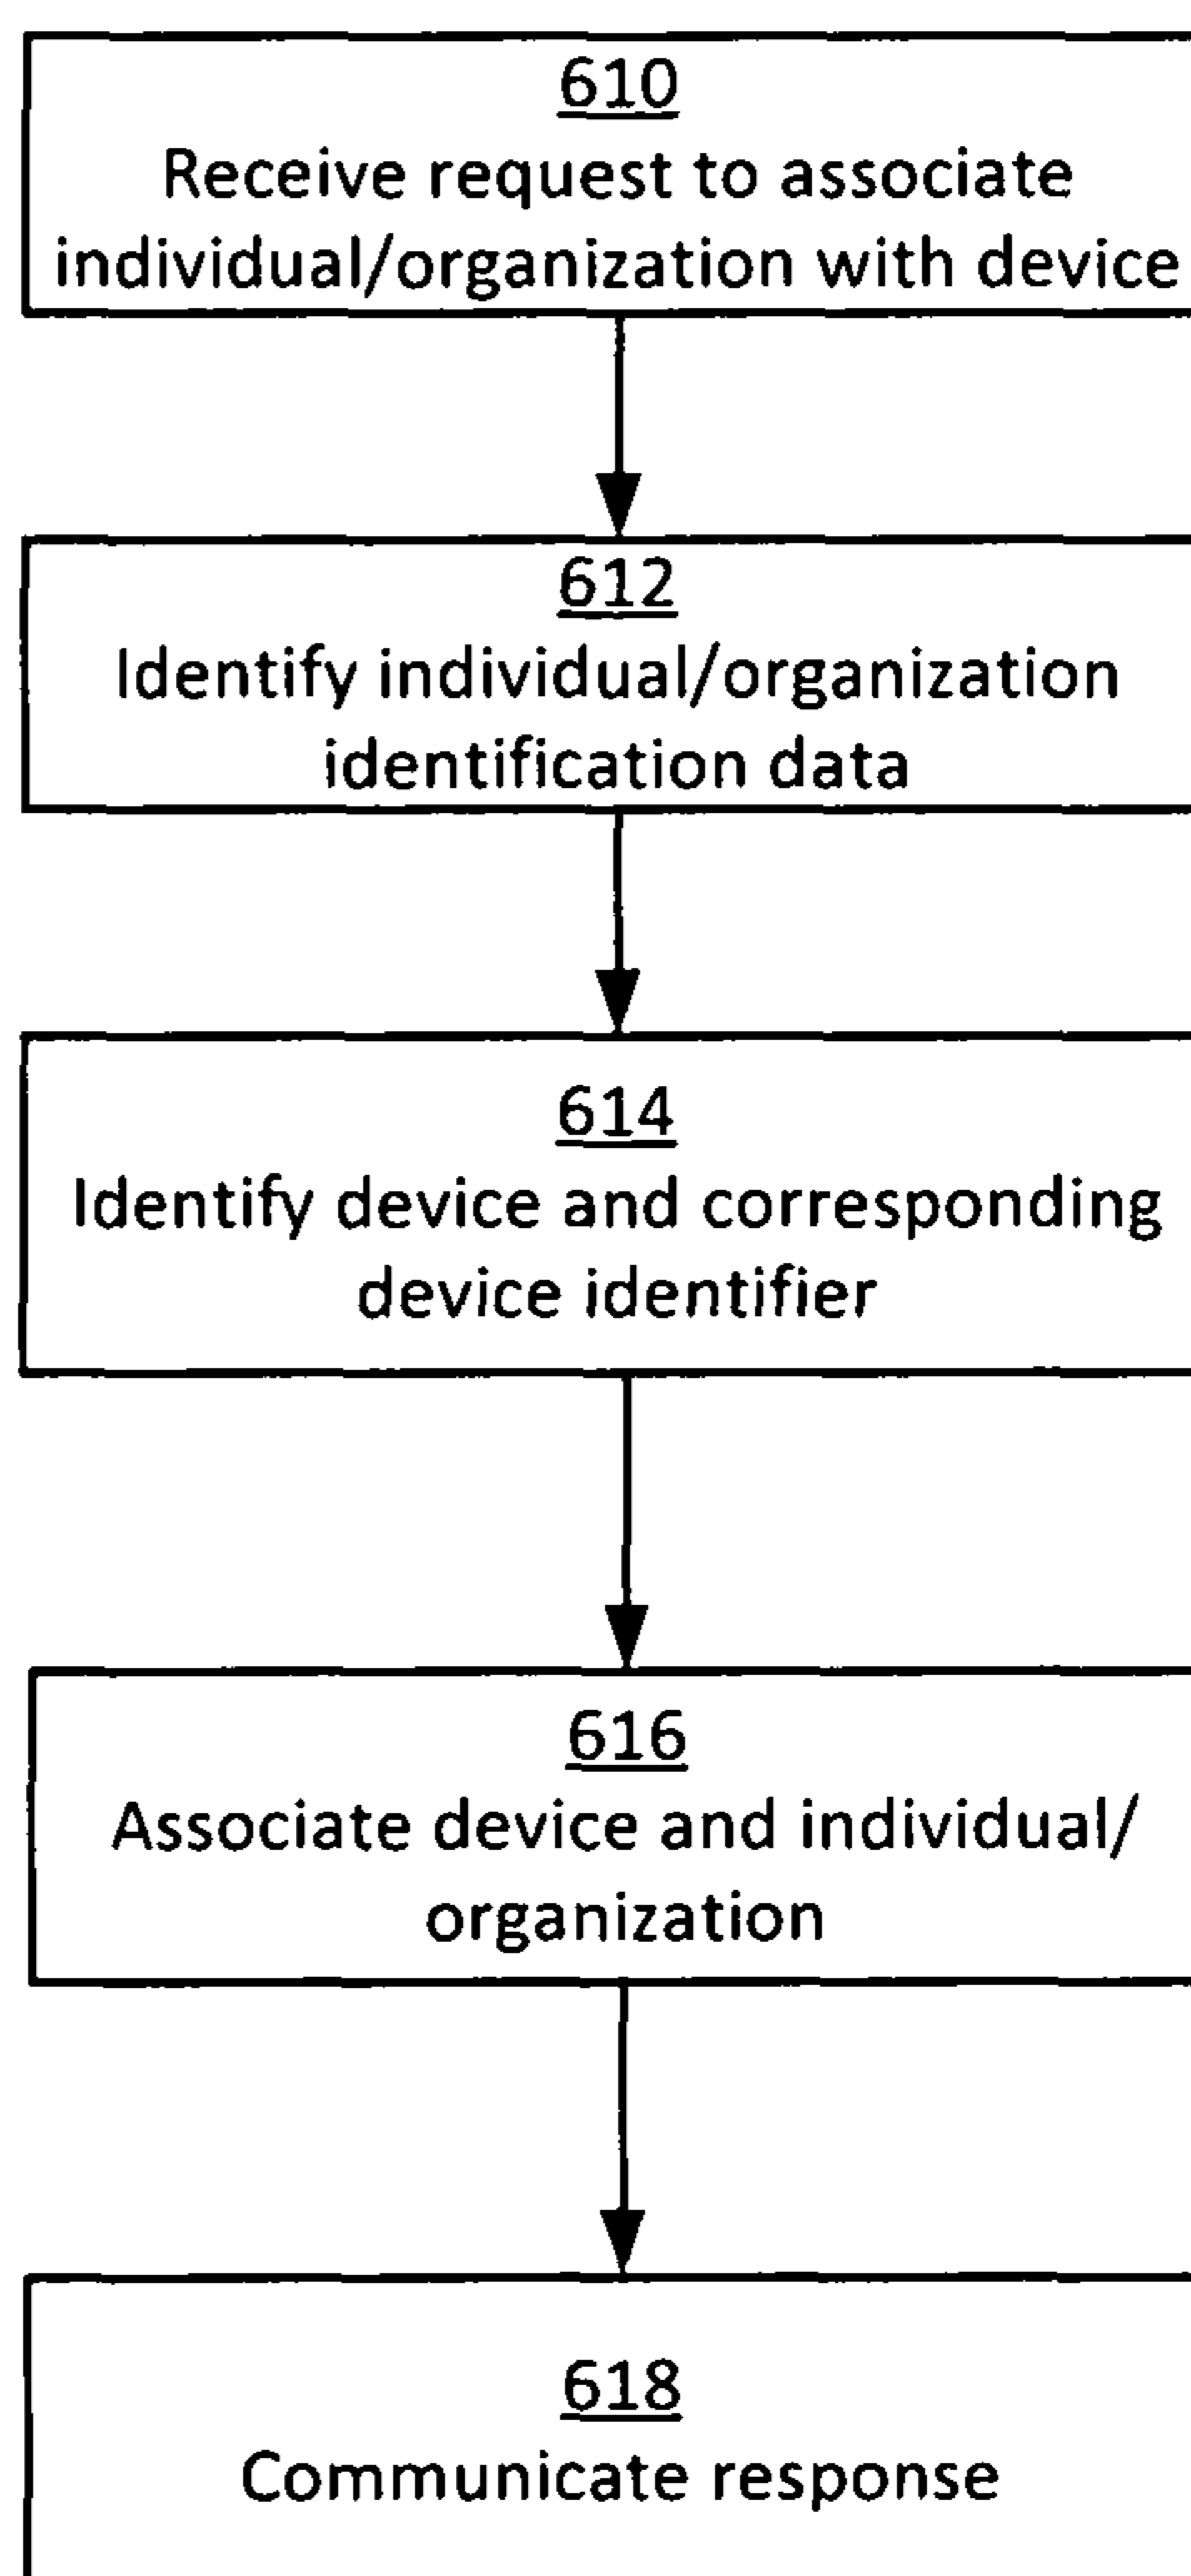 610
Receive request to associate
individual/organization with device
612
Identify individual/organization
identification data
614
Identify device and corresponding
device identifier
616
Associate device and individual/
organization
618
Communicate response